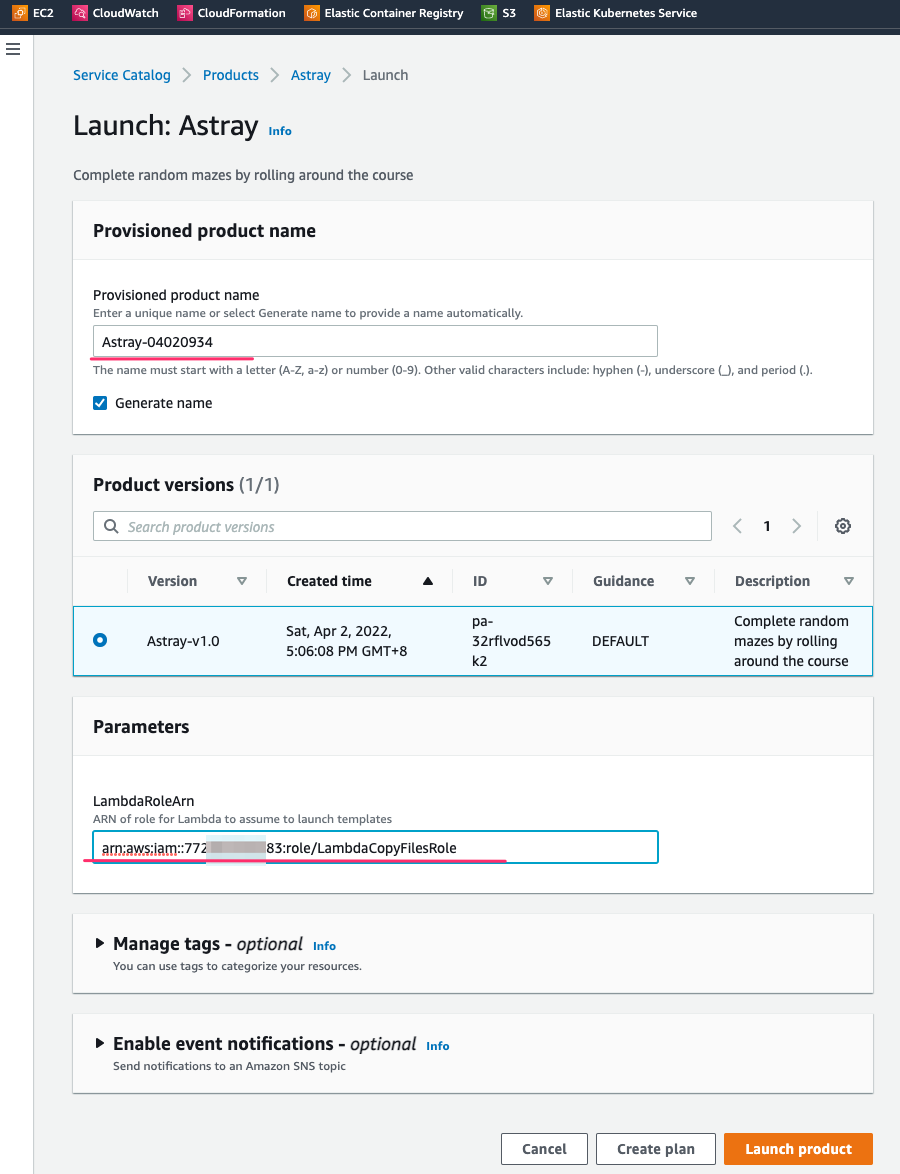 EC2 CloudWatch CloudFormation Elastic Container Registry S3 Elastic Kubernetes Service
Service Catalog Products Astray Launch
Launch: Astray Info
Complete random mazes by rolling around the course
Provisioned product name
Provisioned product name
Enter a unique name or select Generate name to provide a name automatically.
Astray-04020934
The name must start with a letter (A-Z, a-z) or number (0-9). Other valid characters include: hyphen (-), underscore (_), and period (.).
Generate name
Product versions (1/1)
Search product versions
1
Version Created time ID Guidance Description
Astray-v1.0
Sat, Apr 2, 2022,
5:06:08 PM GMT+8
pa-
32rflvod565
k2
DEFAULT
Complete random
mazes by rolling
around the course
Parameters
LambdaRoleArn
ARN of role for Lambda to assume to launch templates
arn:aws:iam::772 83:role/LambdaCopyFilesRole
Manage tags - optional Info
You can use tags to categorize your resources.
Enable event notifications - optional Info
Send notifications to an Amazon SNS topic
Cancel Create plan Launch product